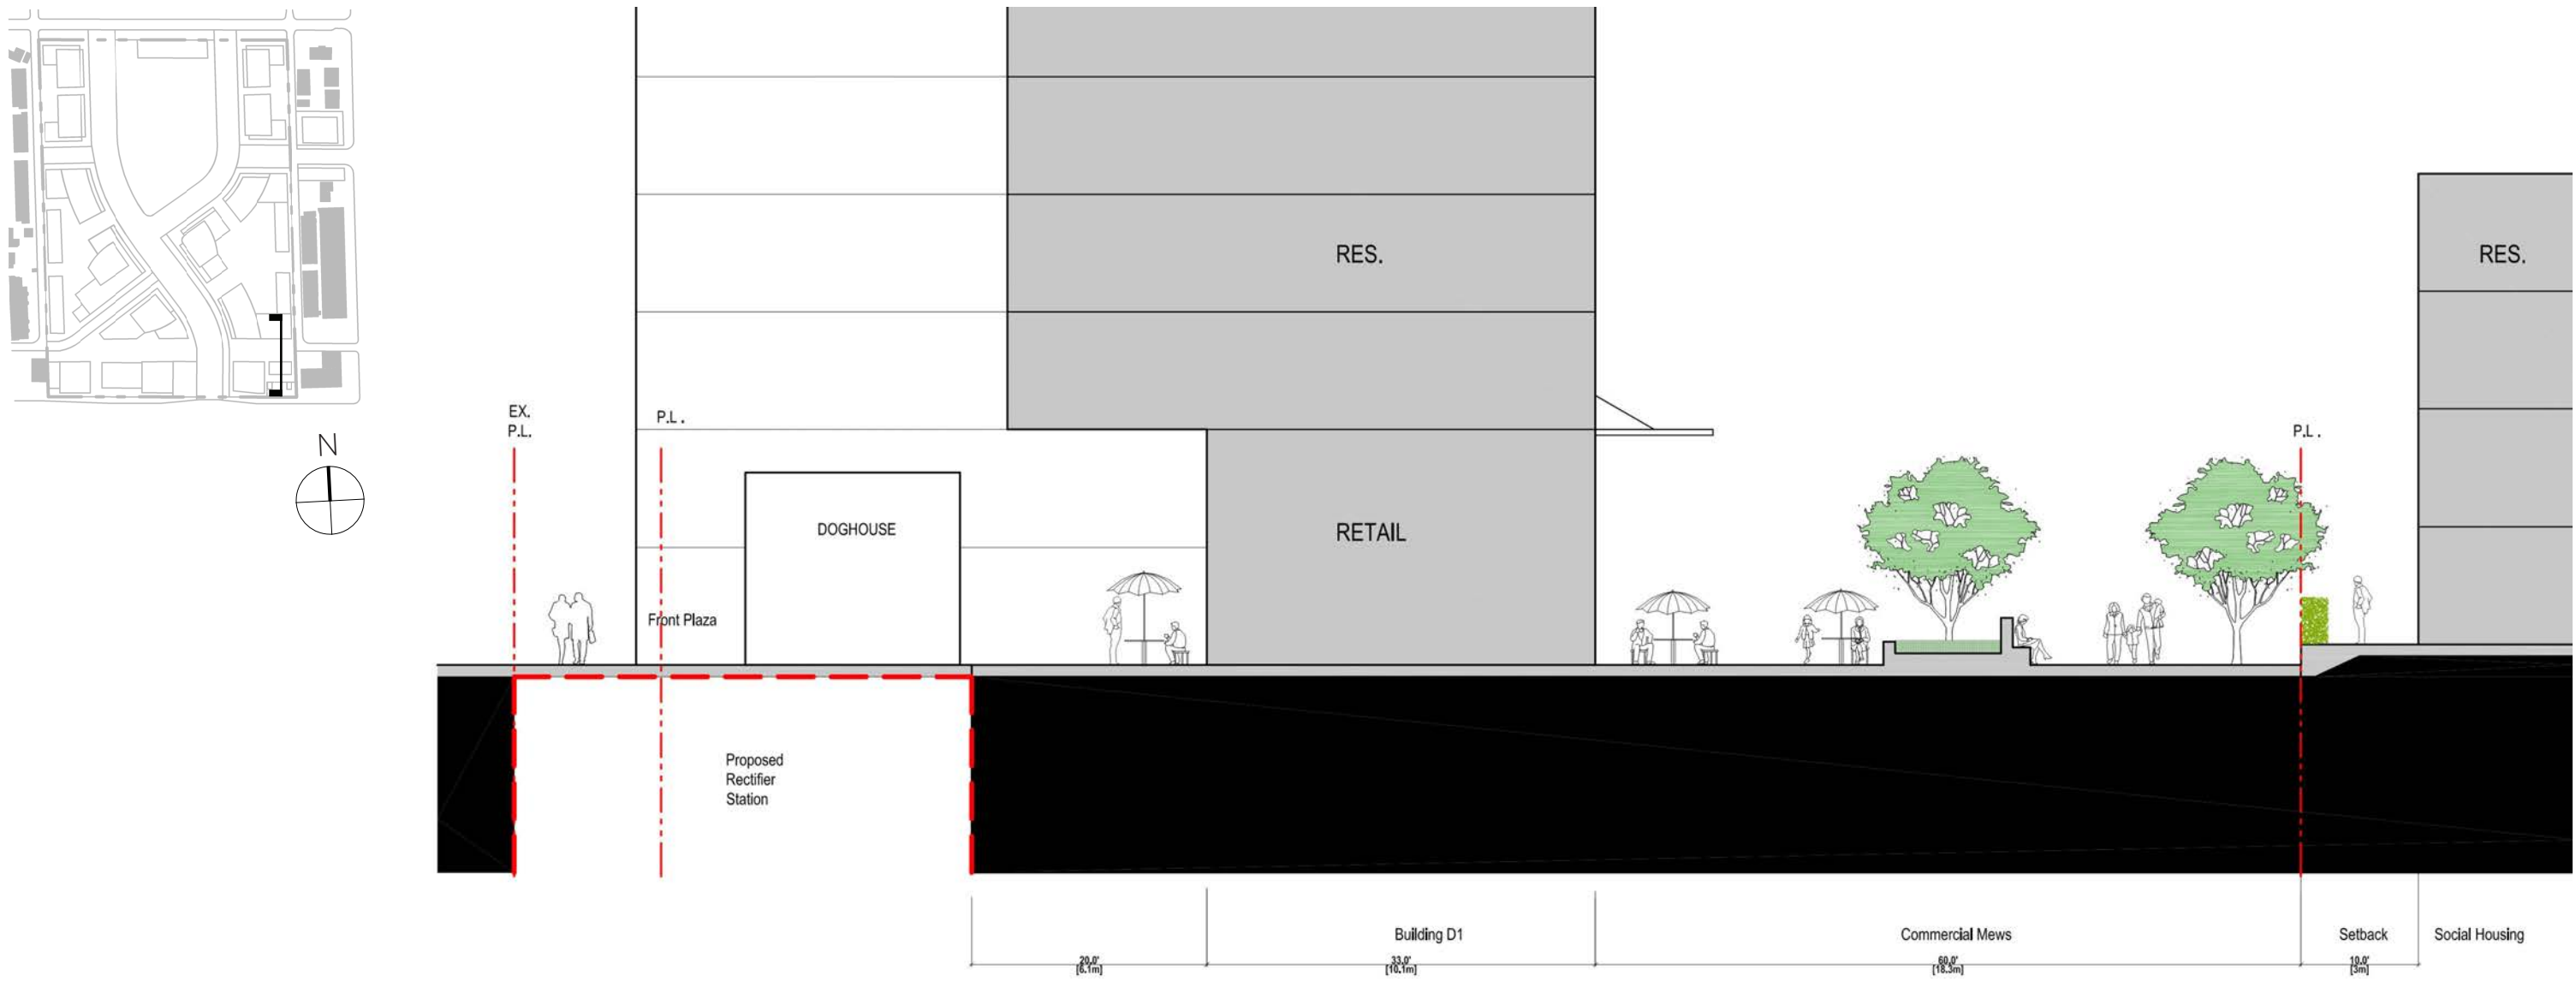 N
EX.
P.L.
P.L.
P.L.
RES.
RES.
DOGHOUSE
RETAIL
Front Plaza
Proposed
Rectifier
Station
Building D1
Commercial Mews
Setback
Social Housing
20.0'
[6.1m]
33.0'
[10.1m]
60.0'
[18.3m]
10.0'
[3m]